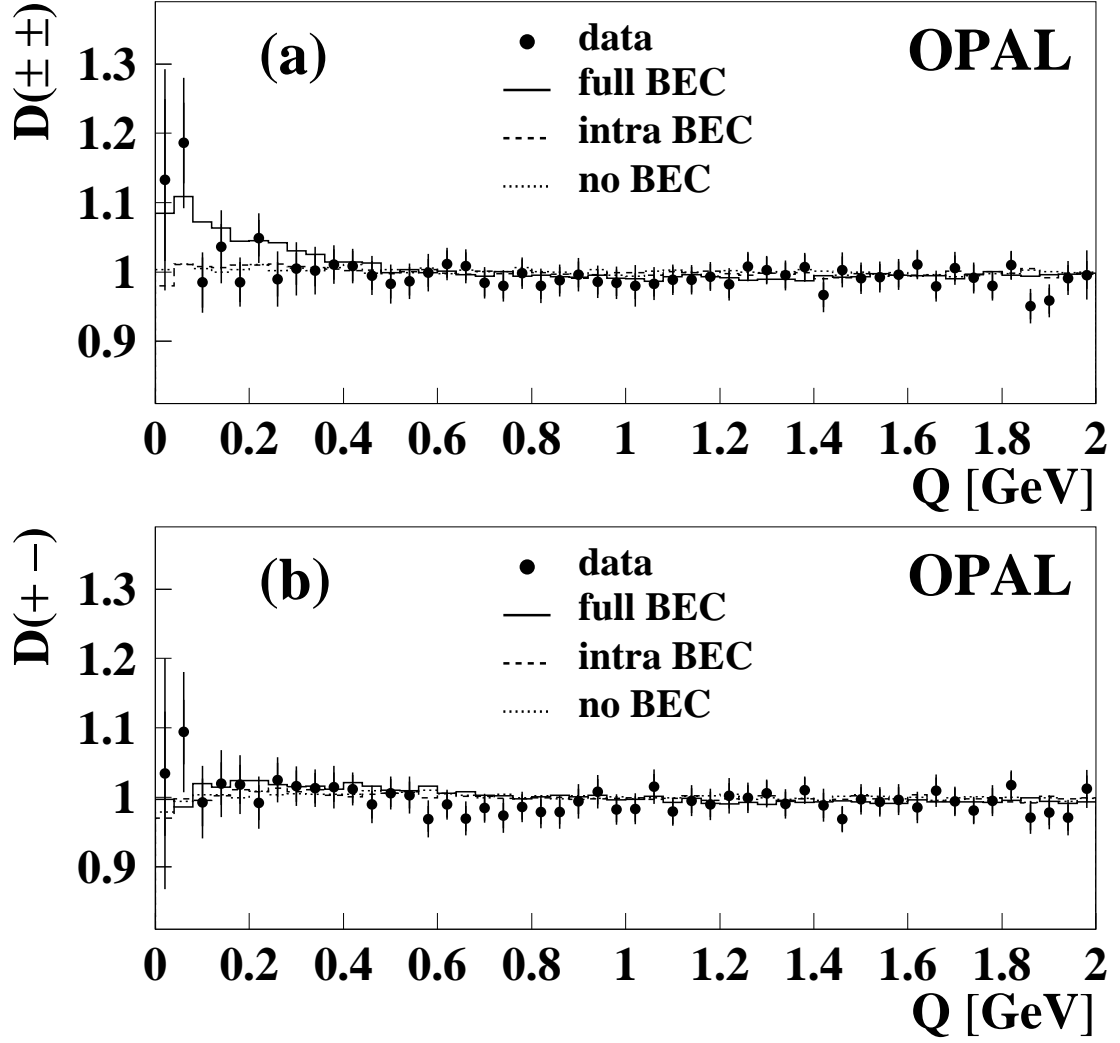 D(± ±)
(a)
OPAL
data
full BEC
intra BEC
no BEC
1.3
1.2
1.1
1
0.9
0 0.2 0.4 0.6 0.8 1 1.2 1.4 1.6 1.8 2
Q [GeV]
D(+ −)
(b)
OPAL
data
full BEC
intra BEC
no BEC
1.3
1.2
1.1
1
0.9
0 0.2 0.4 0.6 0.8 1 1.2 1.4 1.6 1.8 2
Q [GeV]